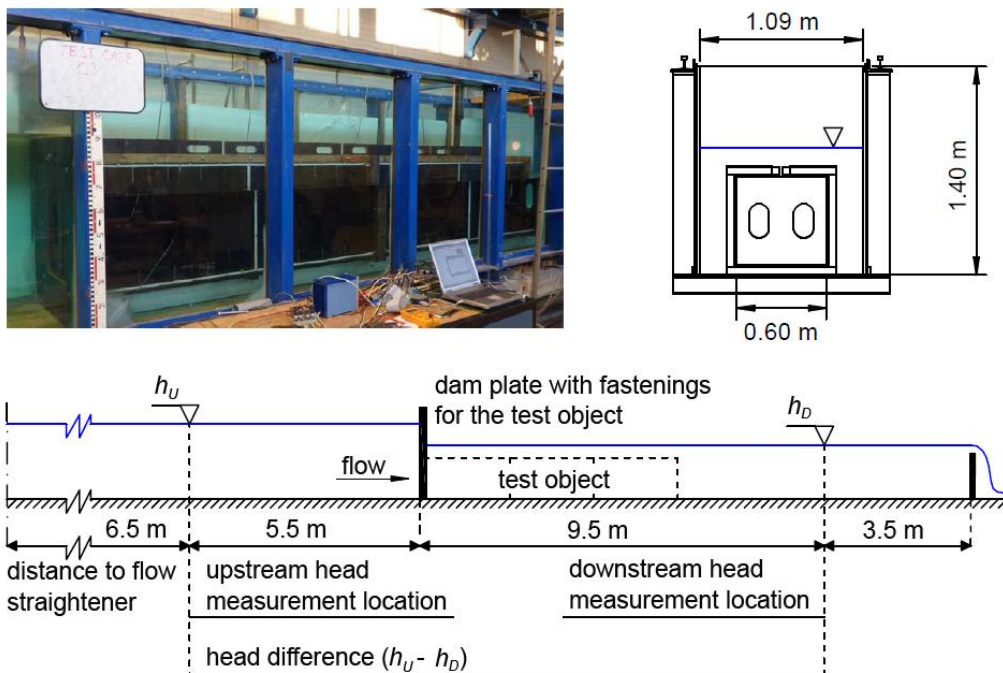 TEST CASE
1.09 m
1.40 m
0.60 m
h_U
dam plate with fastenings
for the test object
h_D
flow
test object
6.5 m
5.5 m
9.5 m
3.5 m
distance to flow
straightener
upstream head
measurement location
downstream head
measurement location
head difference (h_U - h_D)